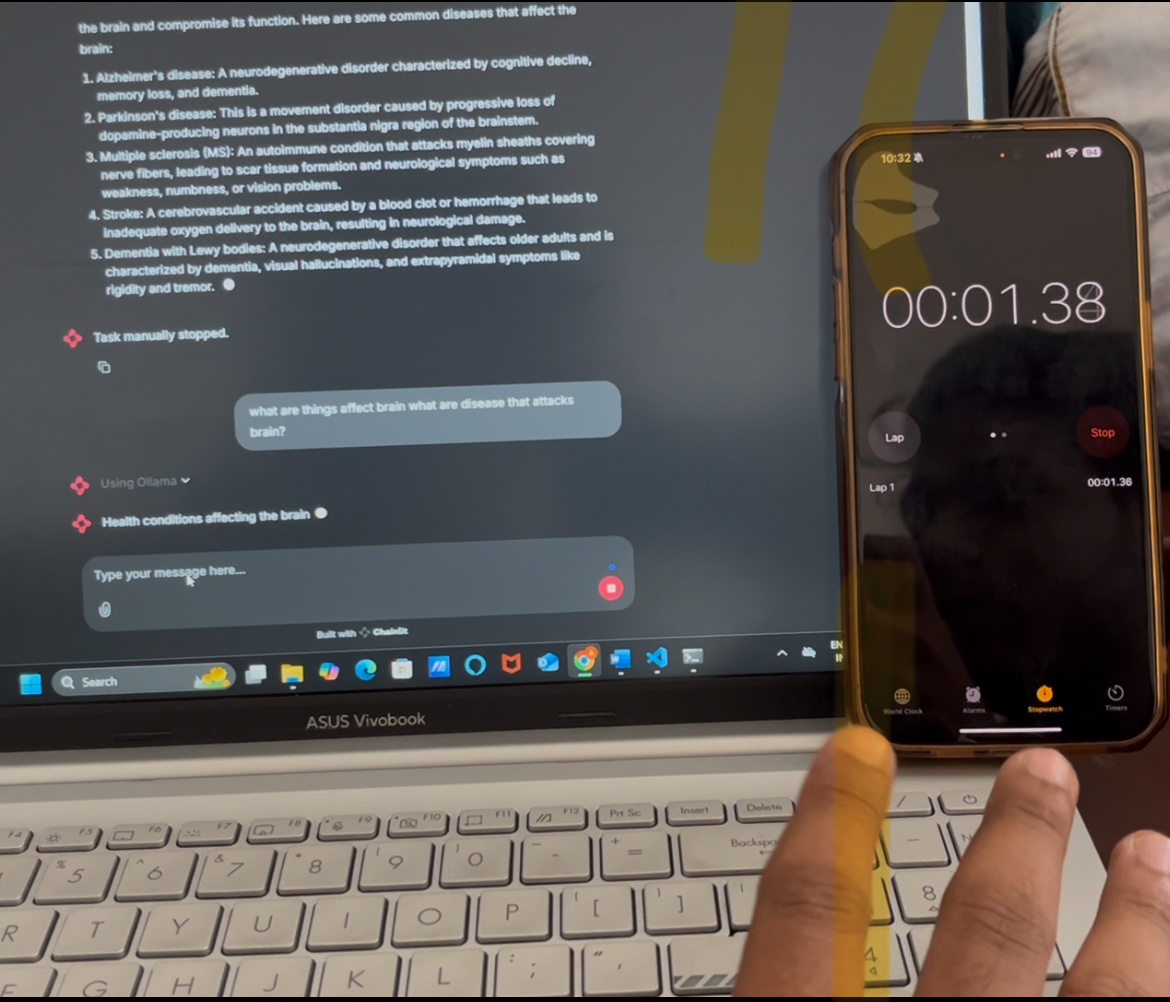 the brain and compromise its function. Here are some common diseases that affect the
brain:
1. Alzheimer's disease: A neurodegenerative disorder characterized by cognitive decline,
memory loss, and dementia.
2. Parkinson's disease: This is a movement disorder caused by progressive loss of
dopamine-producing neurons in the substantia nigra region of the brainstem.
3. Multiple sclerosis (MS): An autoimmune condition that attacks myelin sheaths covering
nerve fibers, leading to scar tissue formation and neurological symptoms such as
weakness, numbness, or vision problems.
4. Stroke: A cerebrovascular accident caused by a blood clot or hemorrhage that leads to
inadequate oxygen delivery to the brain, resulting in neurological damage.
5. Dementia with Lewy bodies: A neurodegenerative disorder that affects older adults and is
characterized by dementia, visual hallucinations, and extrapyramidal symptoms like
rigidity and tremor.
Task manually stopped.
what are things affect brain what are disease that attacks
brain?
Using Ollama
Health conditions affecting the brain
Type your message here...
Built with Chainlit
Search
EN
IN
ASUS Vivobook
10:32
94
00:01.38
Lap
Stop
Lap 1
00:01.36
World Clock
Alarms
Stopwatch
Timers
F4 F5 F6 F7 F8 F9 F10 F11 F12 Prt Sc Insert Delete /
% 5 ^ 6 & 7 * 8 ( 9 ) 0 _ - + = Backspa −
R T Y U I O P { [ } ] 8
F G H J K L : ; " ' 4